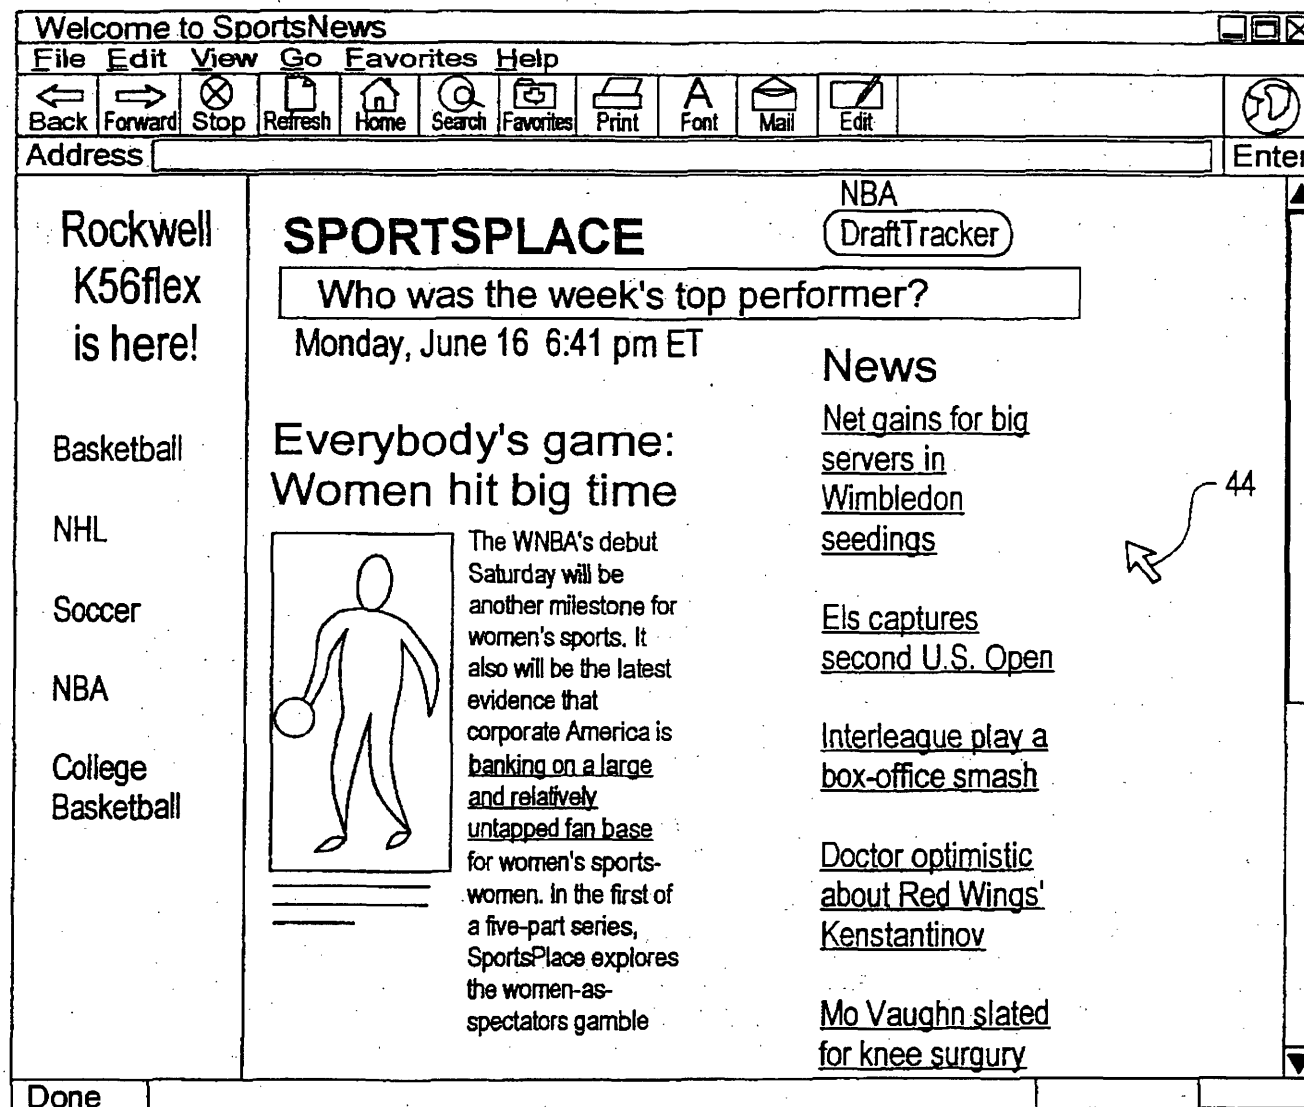 Welcome to SportsNews
File Edit View Go Favorites Help
Back Forward Stop Refresh Home Search Favorites Print Font Mail Edit
Address Enter
Rockwell
K56flex
is here!
Basketball
NHL
Soccer
NBA
College
Basketball
SPORTSPLACE
NBA
DraftTracker
Who was the week's top performer?
Monday, June 16 6:41 pm ET
Everybody's game:
Women hit big time
The WNBA's debut
Saturday will be
another milestone for
women's sports. It
also will be the latest
evidence that
corporate America is
banking on a large
and relatively
untapped fan base
for women's sports-
women. In the first of
a five-part series,
SportsPlace explores
the women-as-
spectators gamble
News
Net gains for big
servers in
Wimbledon
seedings
Els captures
second U.S. Open
Interleague play a
box-office smash
Doctor optimistic
about Red Wings'
Kenstantinov
Mo Vaughn slated
for knee surgury
44
Done